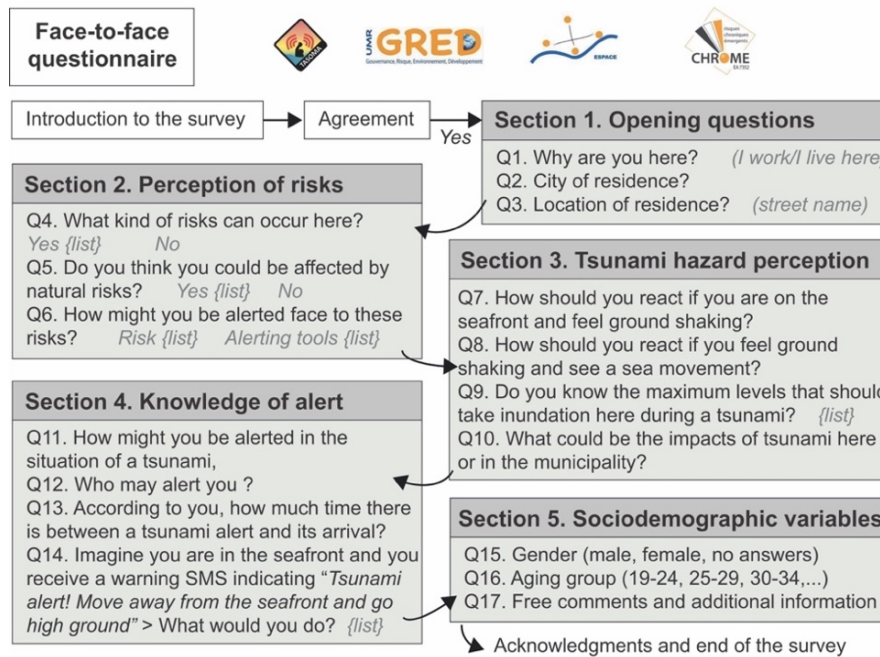 Face-to-face
questionnaire
TASOMA
UMR
GRED
Gouvernance, Risque, Environnement, Développement
ESPACE
risques
chroniques
émergents
CHROME
EA 7352
Introduction to the survey
Agreement
Yes
Section 1. Opening questions
Q1. Why are you here? (I work/I live here)
Q2. City of residence?
Q3. Location of residence? (street name)
Section 2. Perception of risks
Q4. What kind of risks can occur here?
Yes {list} No
Q5. Do you think you could be affected by
natural risks? Yes {list} No
Q6. How might you be alerted face to these
risks? Risk {list} Alerting tools {list}
Section 3. Tsunami hazard perception
Q7. How should you react if you are on the
seafront and feel ground shaking?
Q8. How should you react if you feel ground
shaking and see a sea movement?
Q9. Do you know the maximum levels that should
take inundation here during a tsunami? {list}
Q10. What could be the impacts of tsunami here
or in the municipality?
Section 4. Knowledge of alert
Q11. How might you be alerted in the
situation of a tsunami,
Q12. Who may alert you ?
Q13. According to you, how much time there
is between a tsunami alert and its arrival?
Q14. Imagine you are in the seafront and you
receive a warning SMS indicating “Tsunami
alert! Move away from the seafront and go
high ground” > What would you do? {list}
Section 5. Sociodemographic variables
Q15. Gender (male, female, no answers)
Q16. Aging group (19-24, 25-29, 30-34,...)
Q17. Free comments and additional information
Acknowledgments and end of the survey